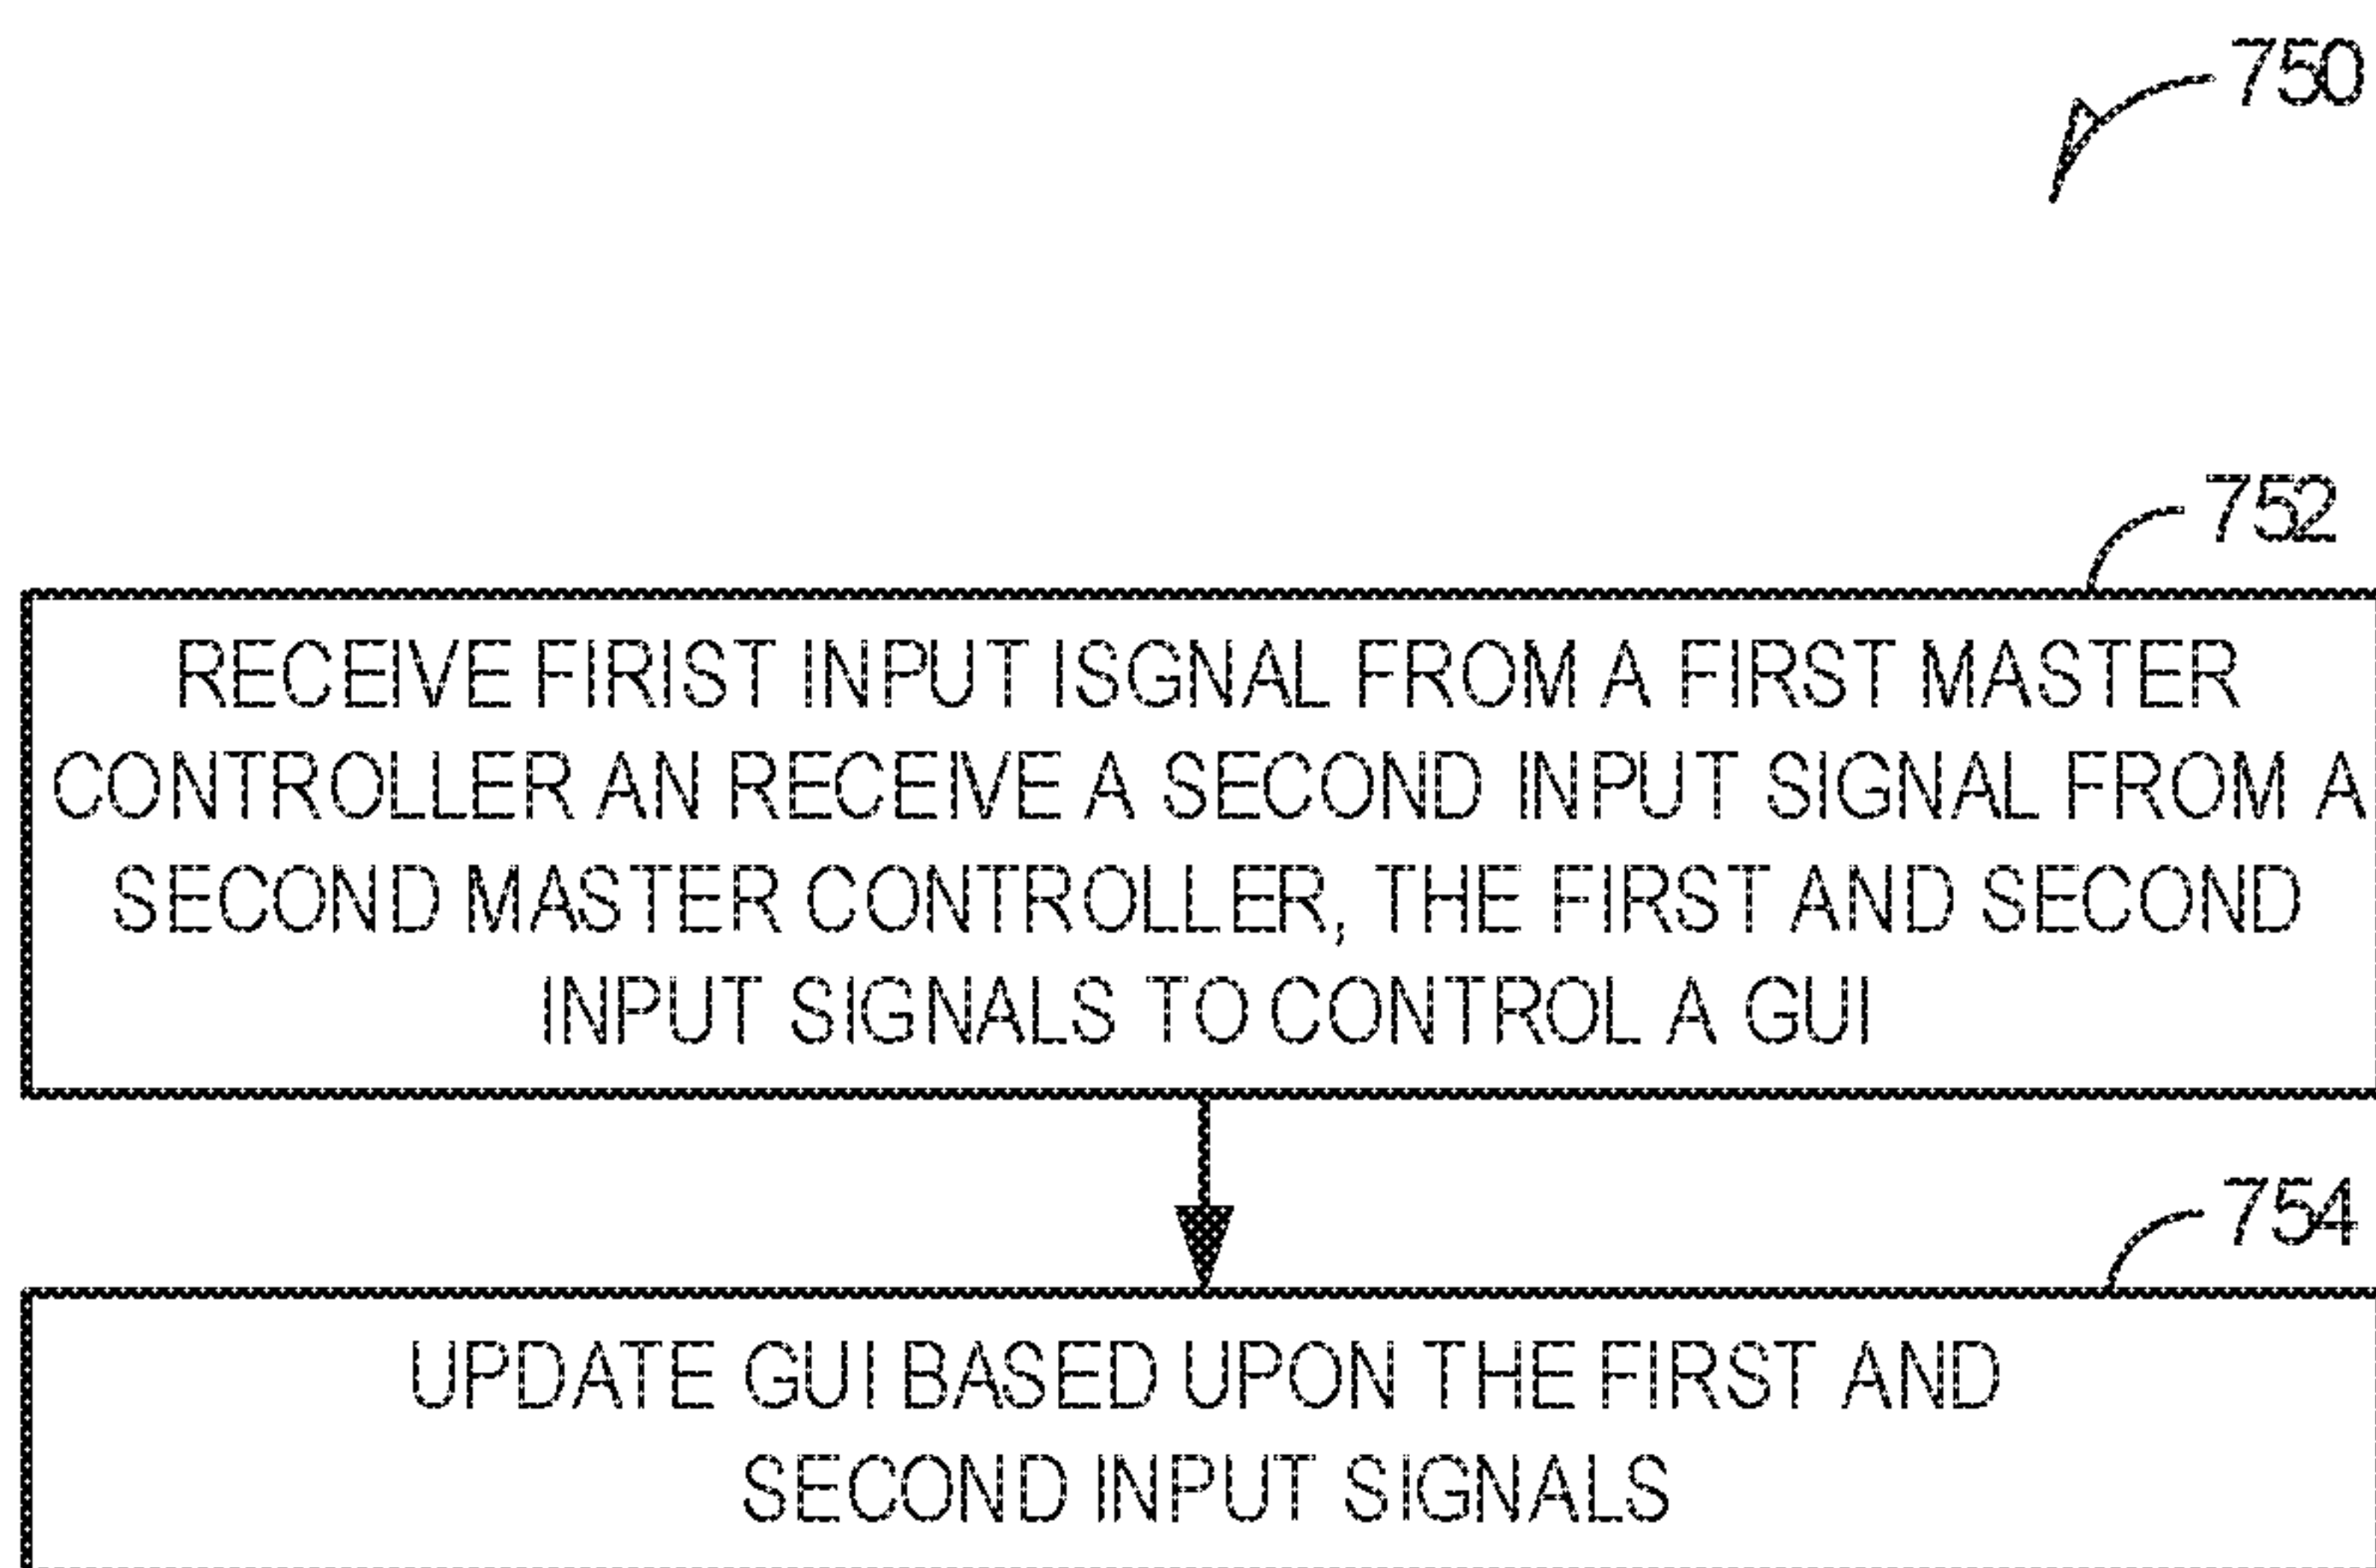 750
752
RECEIVE FIRIST INPUT ISGNAL FROM A FIRST MASTER
CONTROLLER AN RECEIVE A SECOND INPUT SIGNAL FROM A
SECOND MASTER CONTROLLER, THE FIRST AND SECOND
INPUT SIGNALS TO CONTROL A GUI
754
UPDATE GUI BASED UPON THE FIRST AND
SECOND INPUT SIGNALS